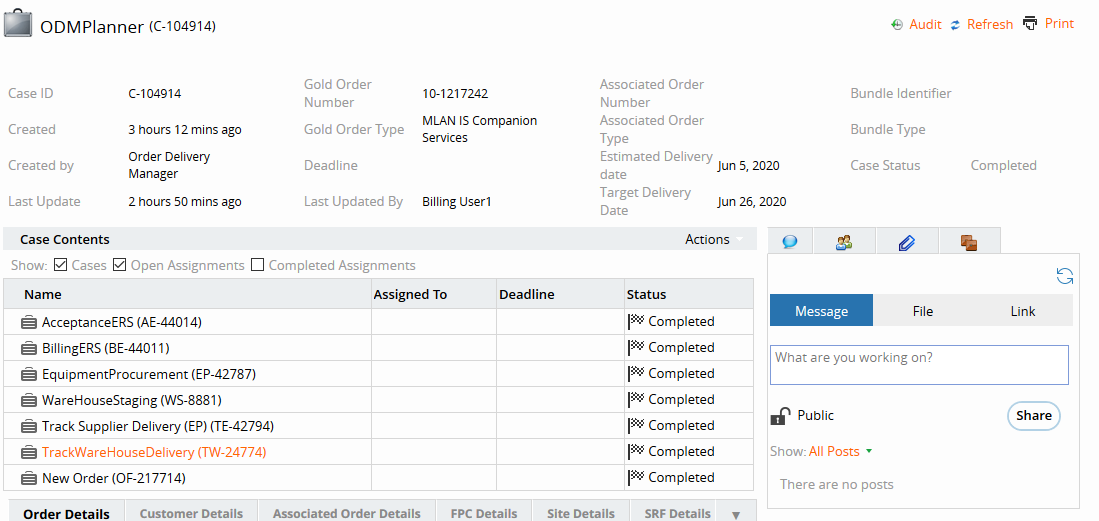 ODMPlanner (C-104914)
Audit Refresh Print
Case ID C-104914 Gold Order Number 10-1217242 Associated Order Number Bundle Identifier
Created 3 hours 12 mins ago Gold Order Type MLAN IS Companion Services Associated Order Type Bundle Type
Created by Order Delivery Manager Deadline Estimated Delivery date Jun 5, 2020 Case Status Completed
Last Update 2 hours 50 mins ago Last Updated By Billing User1 Target Delivery Date Jun 26, 2020
Case Contents Actions
Show: Cases Open Assignments Completed Assignments
Name Assigned To Deadline Status
AcceptanceERS (AE-44014) Completed
BillingERS (BE-44011) Completed
EquipmentProcurement (EP-42787) Completed
WareHouseStaging (WS-8881) Completed
Track Supplier Delivery (EP) (TE-42794) Completed
TrackWareHouseDelivery (TW-24774) Completed
New Order (OF-217714) Completed
Order Details Customer Details Associated Order Details FPC Details Site Details SRF Details
Message File Link
What are you working on?
Public Share
Show: All Posts
There are no posts